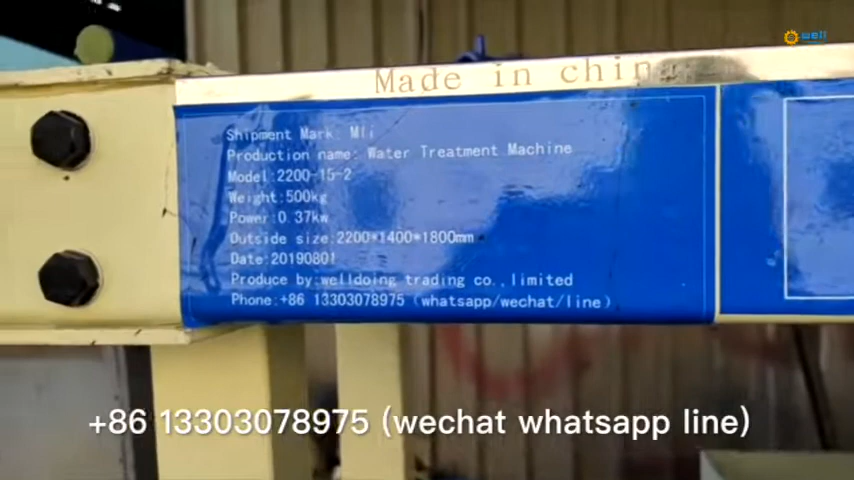 well
Made in china
Shipment Mark: Mli
Production name: Water Treatment Machine
Model:2200-15-2
Weight:500kg
Power:0.37kw
Outside size:2200*1400*1800mm
Date:20190801
Produce by:welldoing trading co.,limited
Phone:+86 13303078975 (whatsapp/wechat/line)
+86 13303078975 (wechat whatsapp line)